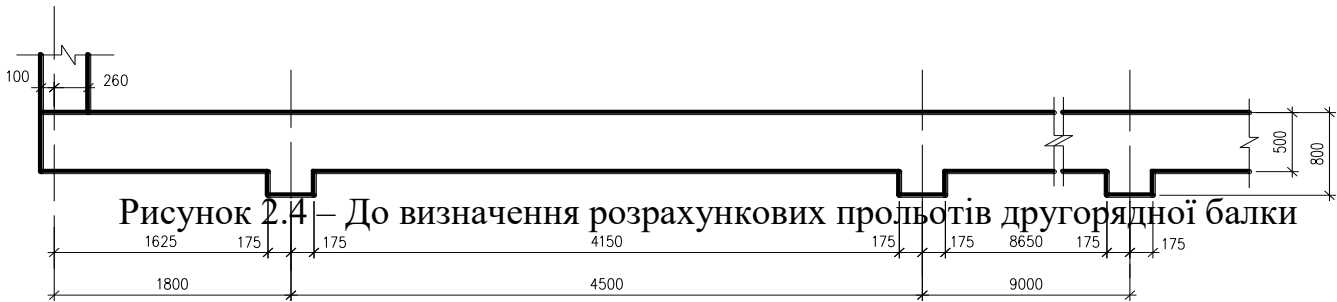 100 260
500
800
Рисунок 2.4 – До визначення розрахункових прольотів другорядної балки
1625 175 175 4150 175 175 8650 175 175
1800 4500 9000